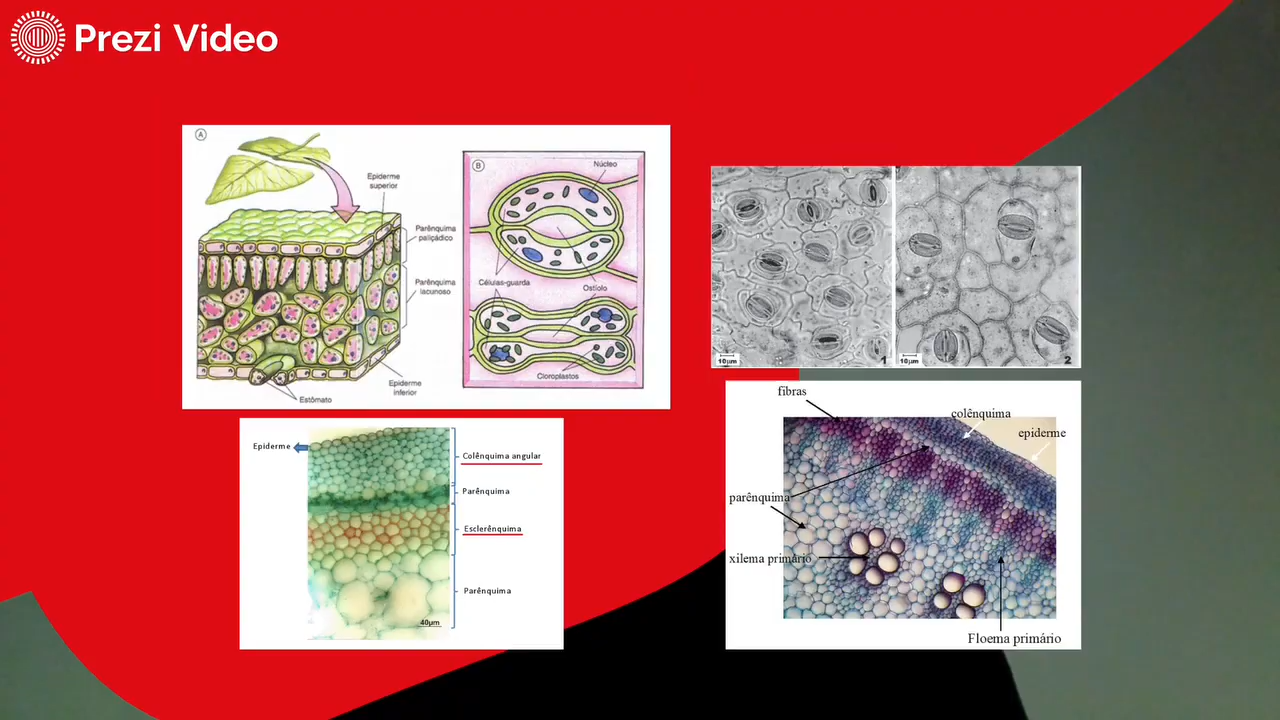 Prezi Video
A
Epiderme
superior
Parênquima
paliçádico
Parênquima
lacunoso
Epiderme
inferior
Estômato
B
Núcleo
Células-guarda
Ostíolo
Cloroplastos
10µm
1
10µm
2
Epiderme
Colênquima angular
Parênquima
Esclerênquima
Parênquima
40µm
fibras
colênquima
epiderme
parênquima
xilema primário
Floema primário